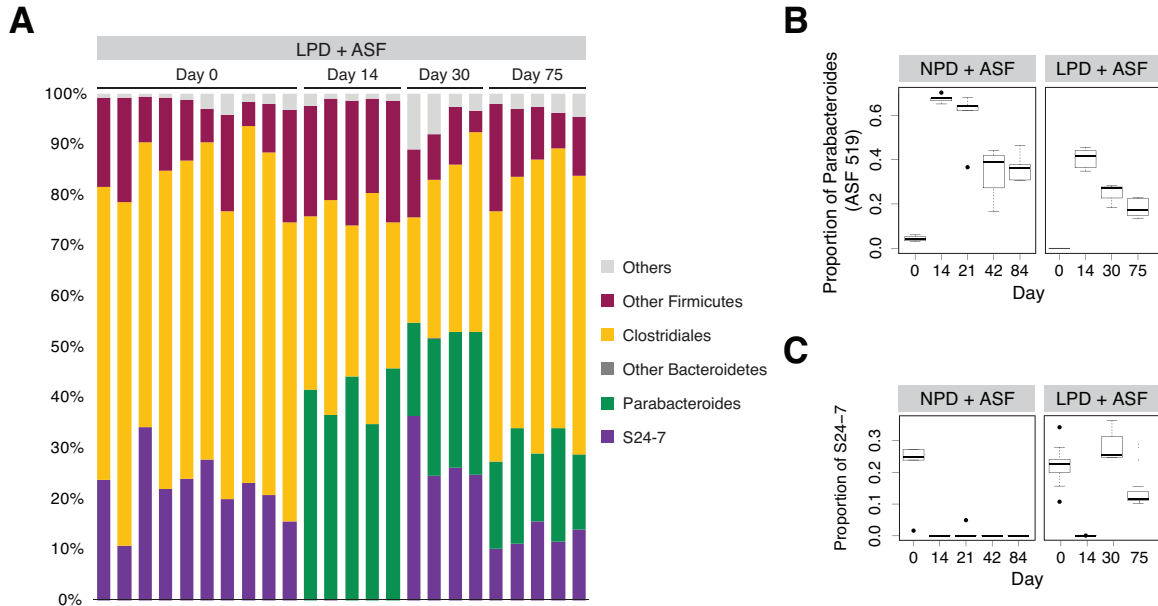 A
LPD + ASF
Day 0 Day 14 Day 30 Day 75
100%
90%
80%
70%
60%
50%
40%
30%
20%
10%
0%
Others
Other Firmicutes
Clostridiales
Other Bacteroidetes
Parabacteroides
S24-7
B
NPD + ASF LPD + ASF
Proportion of Parabacteroides
(ASF 519)
0.6
0.4
0.2
0.0
0 14 21 42 84 0 14 30 75
Day
C
NPD + ASF LPD + ASF
Proportion of S24−7
0.3
0.2
0.1
0.0
0 14 21 42 84 0 14 30 75
Day